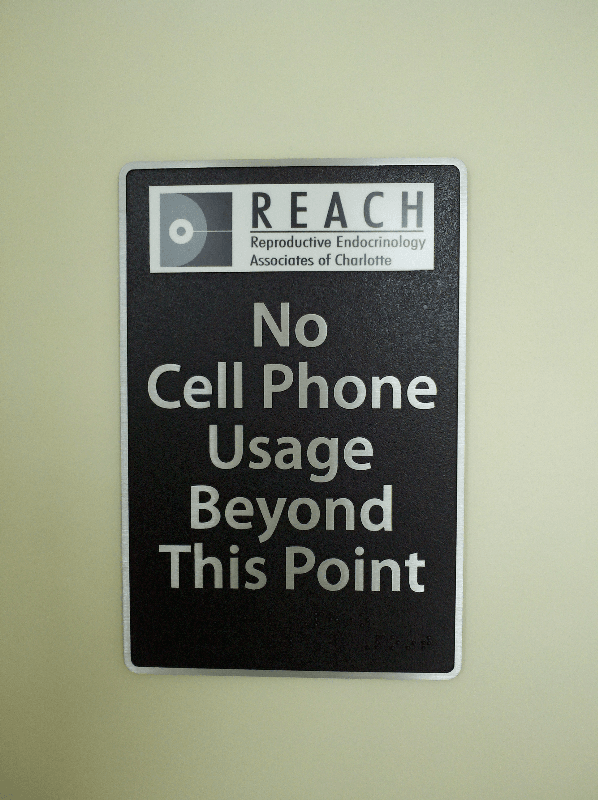 REACH
Reproductive Endocrinology
Associates of Charlotte
No
Cell Phone
Usage
Beyond
This Point